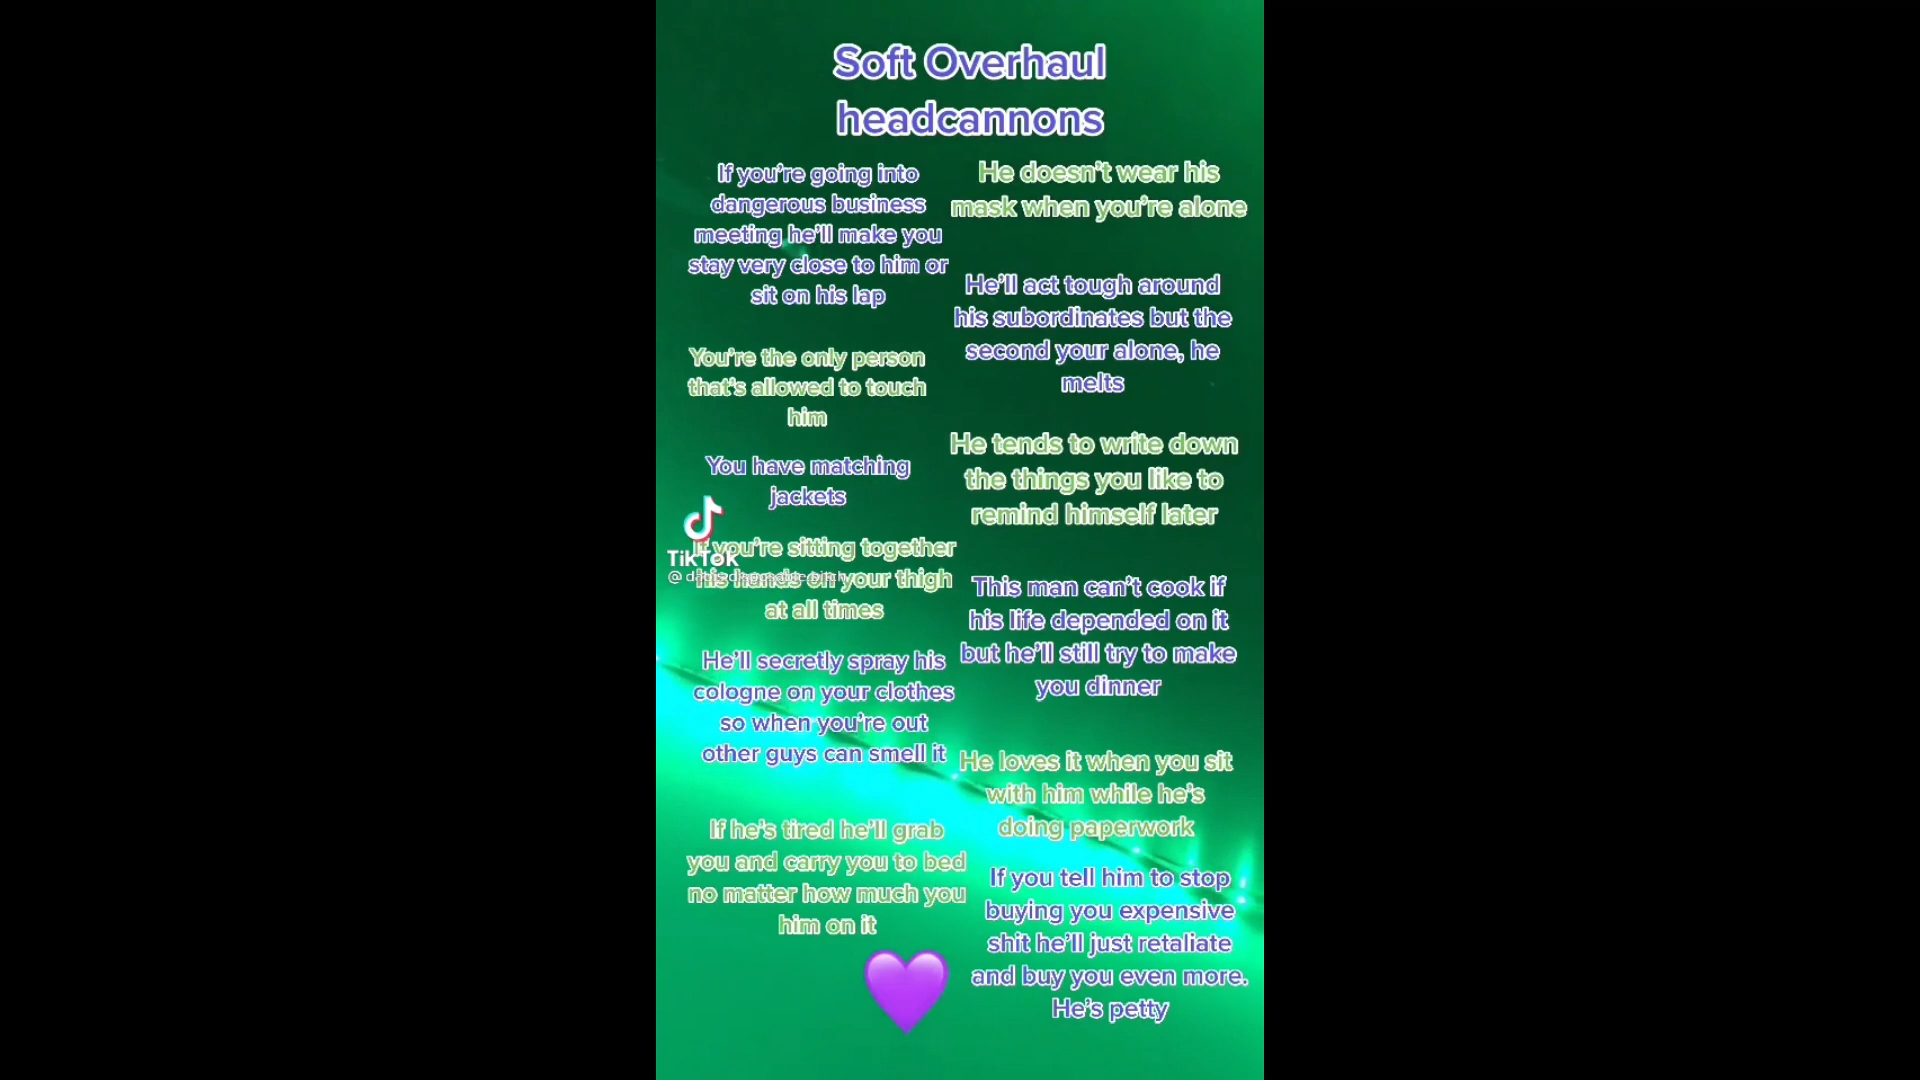 Soft Overhaul
headcannons
If you're going into
dangerous business
meeting he'll make you
stay very close to him or
sit on his lap
You're the only person
that's allowed to touch
him
You have matching
jackets
If you're sitting together
his hands on your thigh
at all times
He'll secretly spray his
cologne on your clothes
so when you're out
other guys can smell it
If he's tired he'll grab
you and carry you to bed
no matter how much you
him on it
He doesn't wear his
mask when you're alone
He'll act tough around
his subordinates but the
second your alone, he
melts
He tends to write down
the things you like to
remind himself later
This man can't cook if
his life depended on it
but he'll still try to make
you dinner
He loves it when you sit
with him while he's
doing paperwork
If you tell him to stop
buying you expensive
shit he'll just retaliate
and buy you even more.
He's petty
TikTok